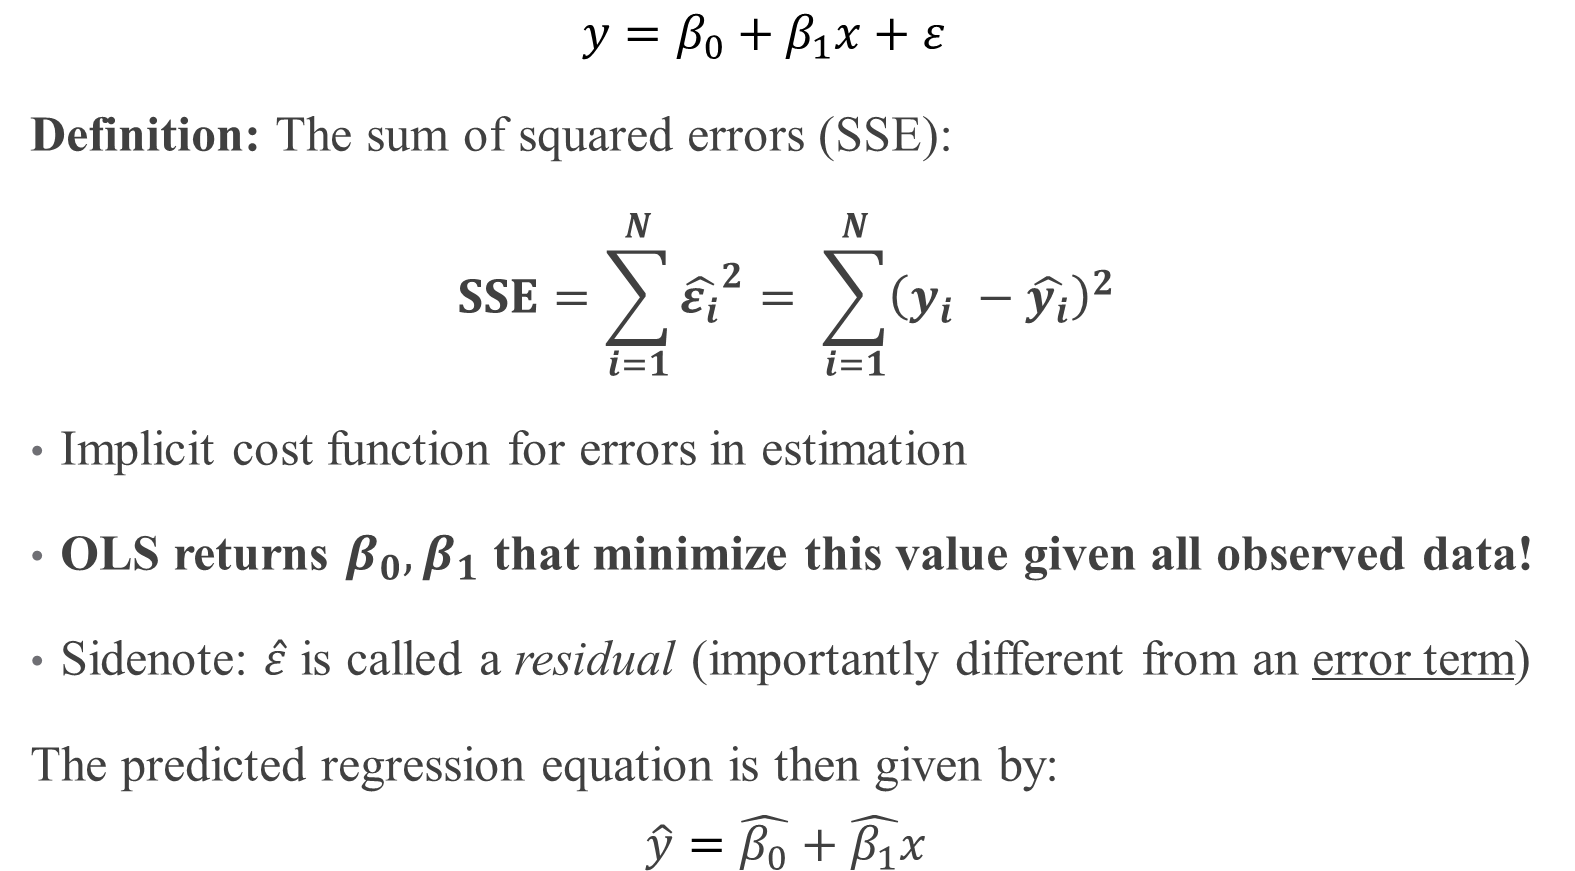 y = β₀ + β₁x + ε
Definition: The sum of squared errors (SSE):
SSE = ∑ᵢ₌₁ᴺ ε̂ᵢ² = ∑ᵢ₌₁ᴺ (yᵢ − ŷᵢ)²
• Implicit cost function for errors in estimation
• OLS returns β₀, β₁ that minimize this value given all observed data!
• Sidenote: ε̂ is called a residual (importantly different from an error term)
The predicted regression equation is then given by:
ŷ = β̂₀ + β̂₁x